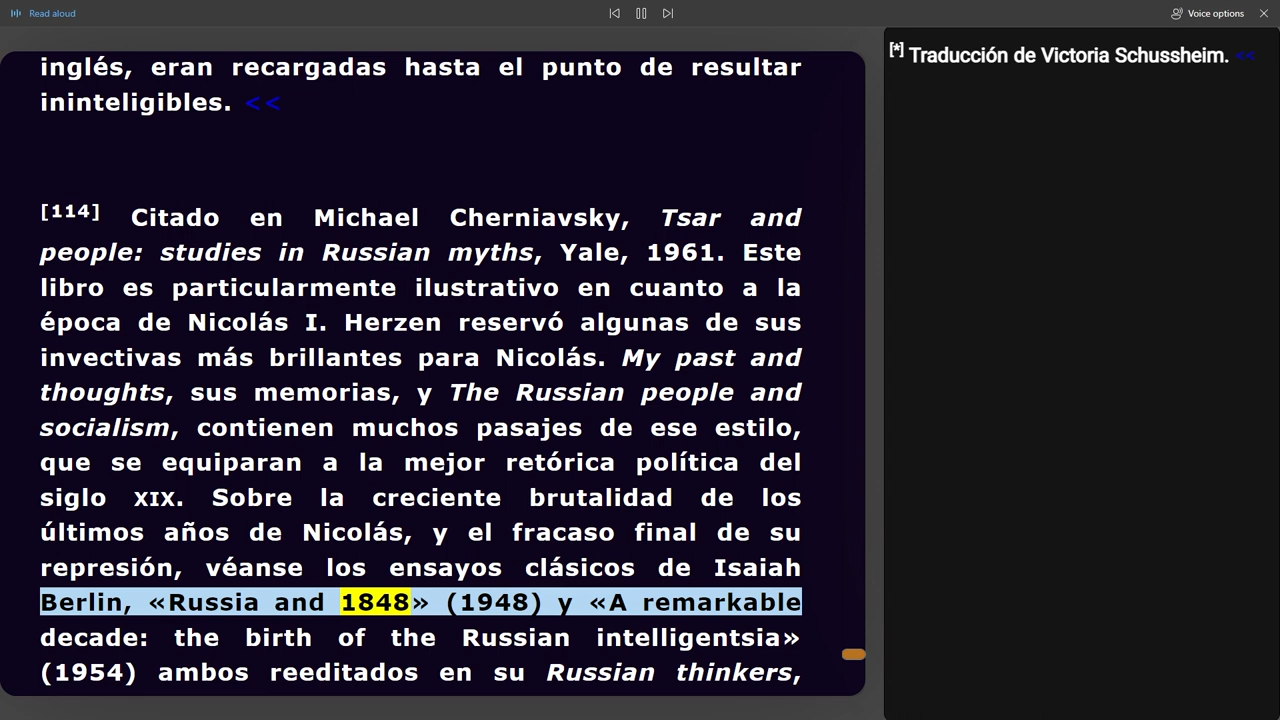 Read aloud
Voice options
inglés, eran recargadas hasta el punto de resultar
ininteligibles. <<
[114] Citado en Michael Cherniavsky, Tsar and
people: studies in Russian myths, Yale, 1961. Este
libro es particularmente ilustrativo en cuanto a la
época de Nicolás I. Herzen reservó algunas de sus
invectivas más brillantes para Nicolás. My past and
thoughts, sus memorias, y The Russian people and
socialism, contienen muchos pasajes de ese estilo,
que se equiparan a la mejor retórica política del
siglo XIX. Sobre la creciente brutalidad de los
últimos años de Nicolás, y el fracaso final de su
represión, véanse los ensayos clásicos de Isaiah
Berlin, «Russia and 1848» (1948) y «A remarkable
decade: the birth of the Russian intelligentsia»
(1954) ambos reeditados en su Russian thinkers,
[*] Traducción de Victoria Schussheim. <<